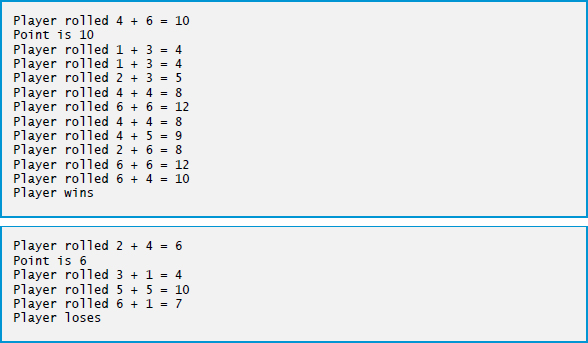 Player rolled 4 + 6 = 10
Point is 10
Player rolled 1 + 3 = 4
Player rolled 1 + 3 = 4
Player rolled 2 + 3 = 5
Player rolled 4 + 4 = 8
Player rolled 6 + 6 = 12
Player rolled 4 + 4 = 8
Player rolled 4 + 5 = 9
Player rolled 2 + 6 = 8
Player rolled 6 + 6 = 12
Player rolled 6 + 4 = 10
Player wins
Player rolled 2 + 4 = 6
Point is 6
Player rolled 3 + 1 = 4
Player rolled 5 + 5 = 10
Player rolled 6 + 1 = 7
Player loses